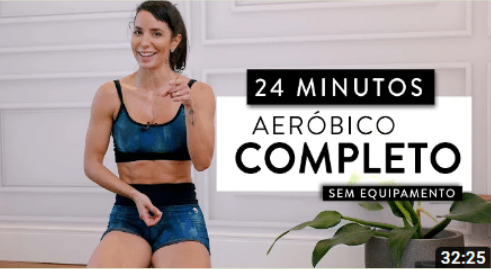 24 MINUTOS
AERÓBICO
COMPLETO
SEM EQUIPAMENTO
32:25